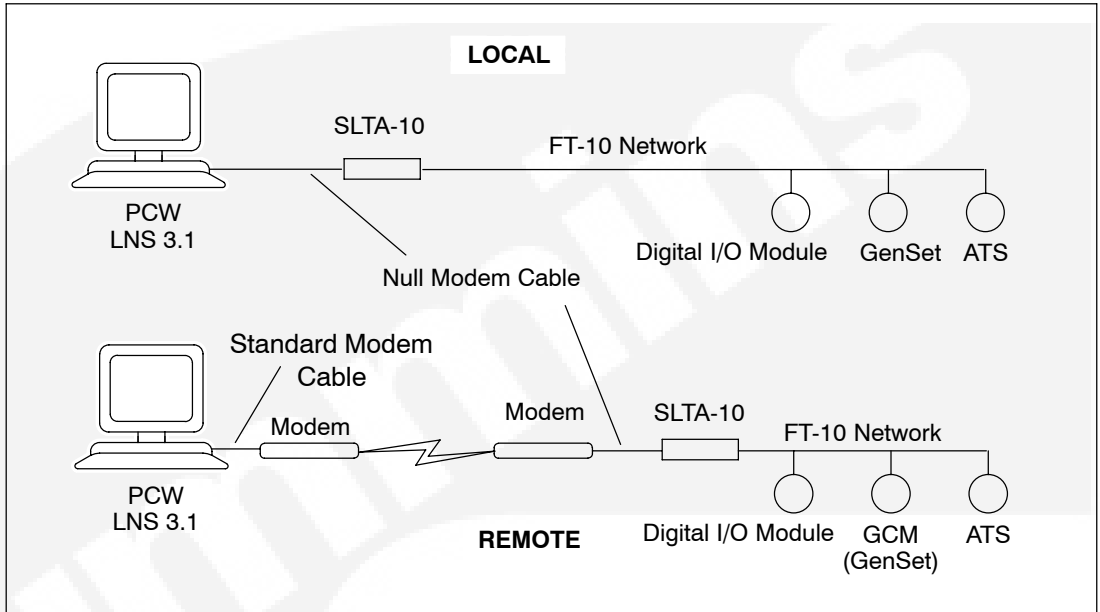 LOCAL
SLTA-10
FT-10 Network
PCW
LNS 3.1
Digital I/O Module
GenSet
ATS
Null Modem Cable
Standard Modem
Cable
Modem
Modem
SLTA-10
FT-10 Network
PCW
LNS 3.1
REMOTE
Digital I/O Module
GCM
(GenSet)
ATS